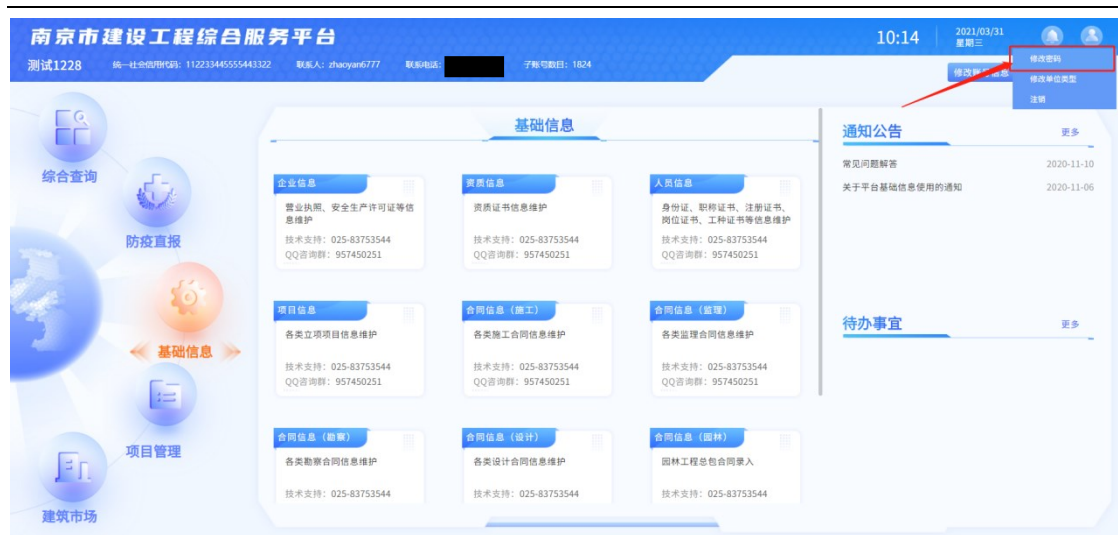 南京市建设工程综合服务平台
10:14
2021/03/31
星期三
测试1228
统一社会信用代码: 112233445555443322
联系人: zhaoyan6777
联系电话:
子账号数目: 1824
修改账号信息
修改密码
修改单位类型
注销
综合查询
防疫直报
基础信息
项目管理
建筑市场
基础信息
企业信息
营业执照、安全生产许可证等信
息维护
技术支持: 025-83753544
QQ咨询群: 957450251
资质信息
资质证书信息维护
技术支持: 025-83753544
QQ咨询群: 957450251
人员信息
身份证、职称证书、注册证书、
岗位证书、工种证书等信息维护
技术支持: 025-83753544
QQ咨询群: 957450251
项目信息
各类立项项目信息维护
技术支持: 025-83753544
QQ咨询群: 957450251
合同信息（施工）
各类施工合同信息维护
技术支持: 025-83753544
QQ咨询群: 957450251
合同信息（监理）
各类监理合同信息维护
技术支持: 025-83753544
QQ咨询群: 957450251
合同信息（勘察）
各类勘察合同信息维护
技术支持: 025-83753544
合同信息（设计）
各类设计合同信息维护
技术支持: 025-83753544
合同信息（园林）
园林工程总包合同录入
技术支持: 025-83753544
通知公告
更多
常见问题解答
2020-11-10
关于平台基础信息使用的通知
2020-11-06
待办事宜
更多